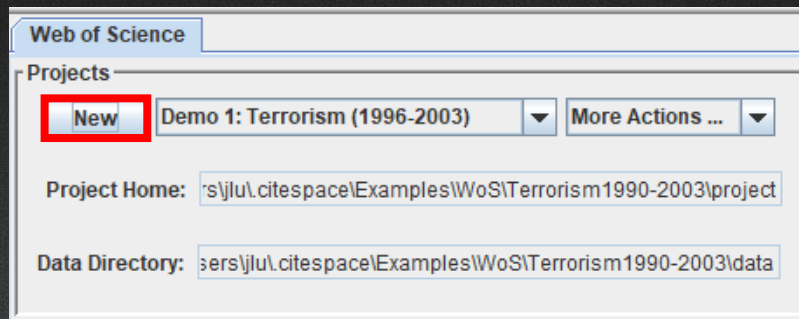 Web of Science
Projects
New Demo 1: Terrorism (1996-2003) More Actions ...
Project Home: rs\jlu\.citespace\Examples\WoS\Terrorism1990-2003\project
Data Directory: sers\jlu\.citespace\Examples\WoS\Terrorism1990-2003\data